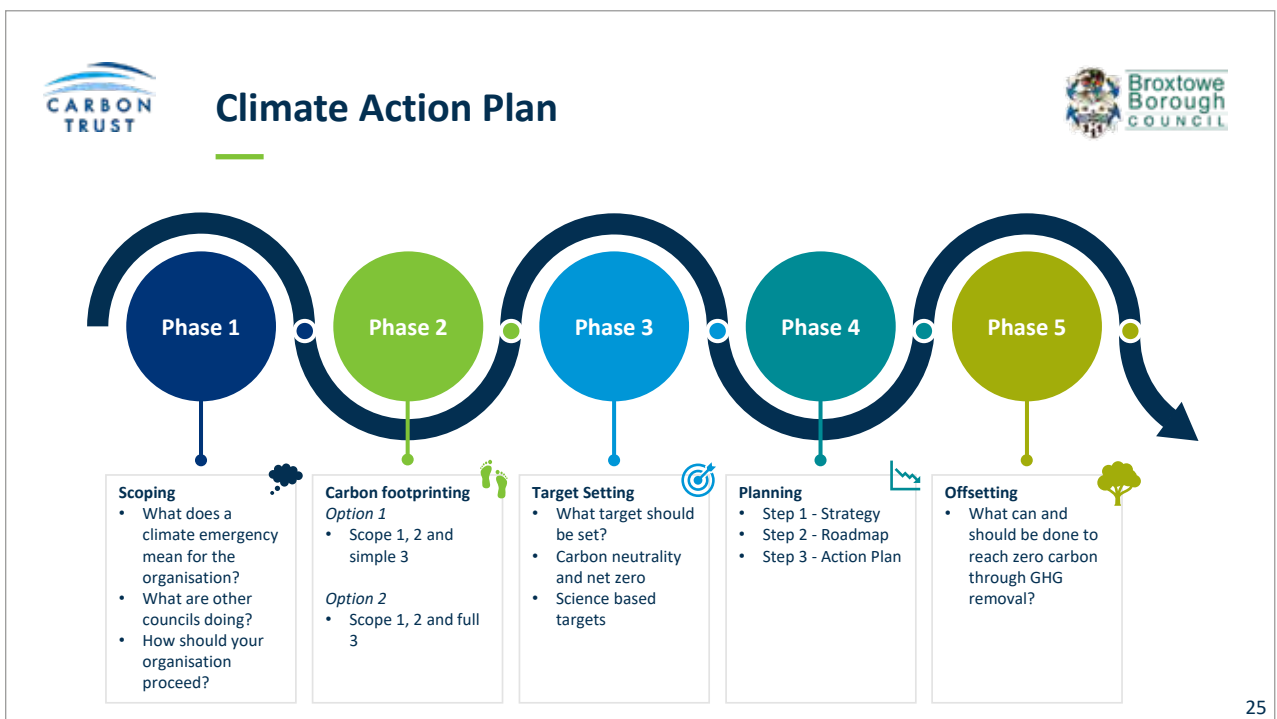 CARBON
TRUST
Climate Action Plan
Broxtowe
Borough
COUNCIL
Phase 1
Phase 2
Phase 3
Phase 4
Phase 5
Scoping
• What does a
climate emergency
mean for the
organisation?
• What are other
councils doing?
• How should your
organisation
proceed?
Carbon footprinting
Option 1
• Scope 1, 2 and
simple 3
Option 2
• Scope 1, 2 and full
3
Target Setting
• What target should
be set?
• Carbon neutrality
and net zero
• Science based
targets
Planning
• Step 1 - Strategy
• Step 2 - Roadmap
• Step 3 - Action Plan
Offsetting
• What can and
should be done to
reach zero carbon
through GHG
removal?
25